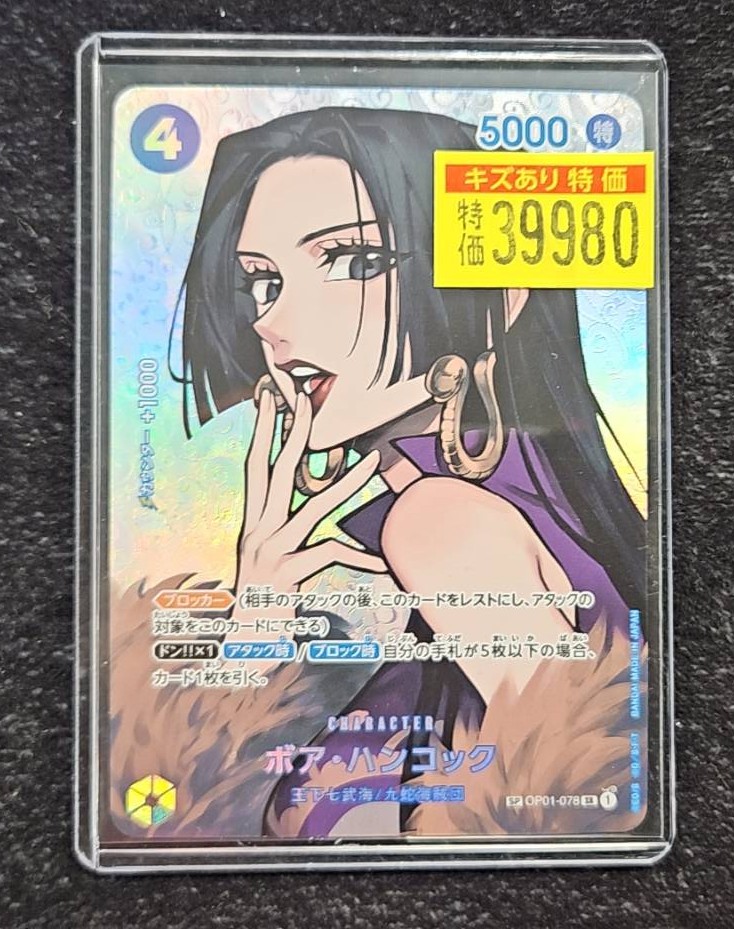 4
5000 特
キズあり特価
特価 39980
カウンター +1000
ブロッカー (相手のアタックの後、このカードをレストにし、アタックの
対象をこのカードにできる)
ドン!!×1 アタック時 / ブロック時 自分の手札が5枚以下の場合、
カード1枚を引く。
CHARACTER
ボア・ハンコック
王下七武海/九蛇海賊団
SP OP01-078 SR 1
BANDAI MADE IN JAPAN